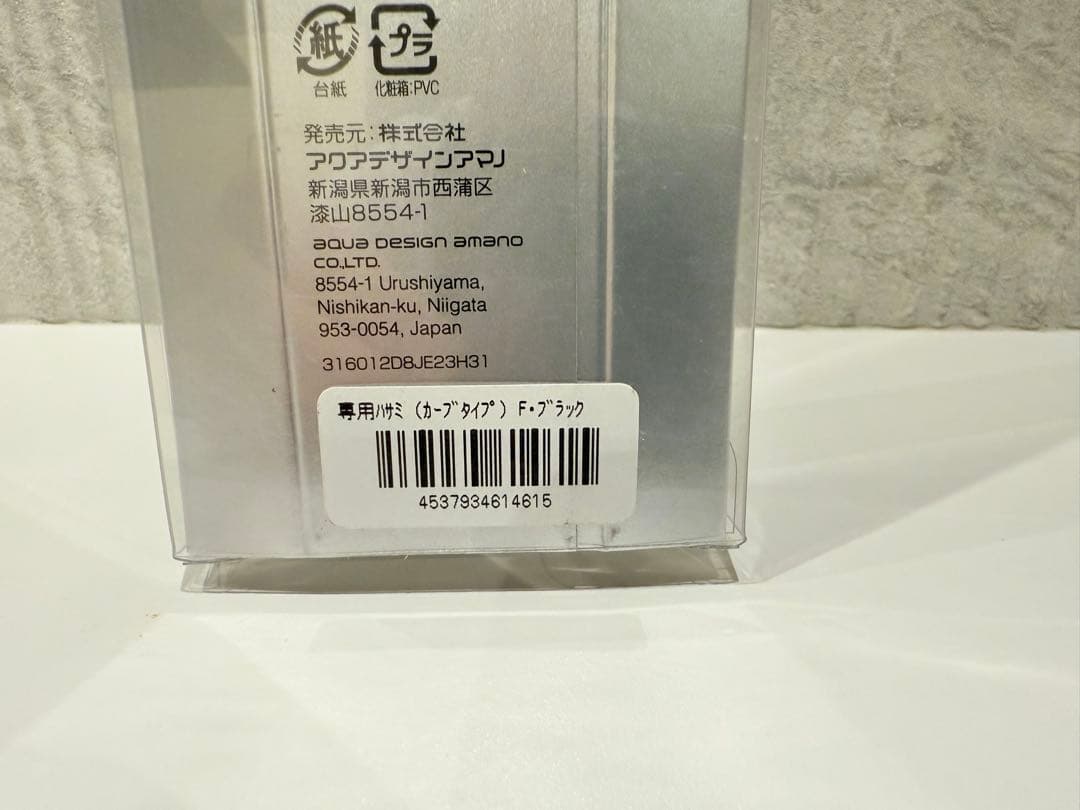 紙 プラ
台紙 化粧箱:PVC
発売元:株式会社
アクアデザインアマノ
新潟県新潟市西蒲区
漆山8554-1
aqua Design amano
CO.,LTD.
8554-1 Urushiyama,
Nishikan-ku, Niigata
953-0054, Japan
316012D8JE23H31
専用ﾊｻﾐ (ｶｰﾌﾞﾀｲﾌﾟ) F・ﾌﾞﾗｯｸ
4537934614615